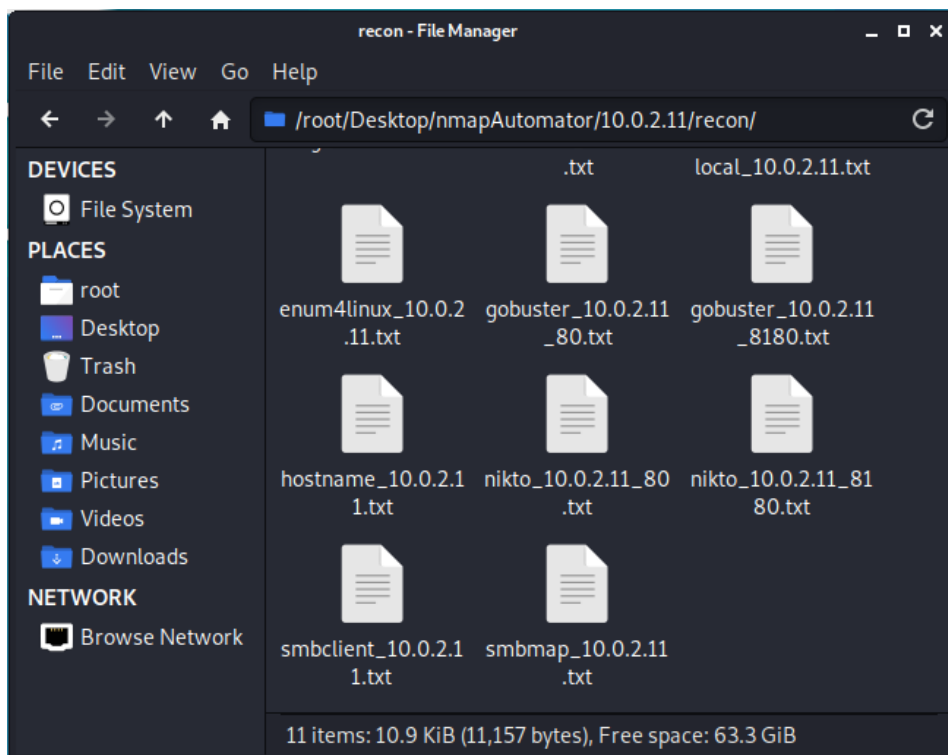 recon - File Manager
File Edit View Go Help
/root/Desktop/nmapAutomator/10.0.2.11/recon/
DEVICES
File System
PLACES
root
Desktop
Trash
Documents
Music
Pictures
Videos
Downloads
NETWORK
Browse Network
.txt
local_10.0.2.11.txt
enum4linux_10.0.2
.11.txt
gobuster_10.0.2.11
_80.txt
gobuster_10.0.2.11
_8180.txt
hostname_10.0.2.1
1.txt
nikto_10.0.2.11_80
.txt
nikto_10.0.2.11_81
80.txt
smbclient_10.0.2.1
1.txt
smbmap_10.0.2.11
.txt
11 items: 10.9 KiB (11,157 bytes), Free space: 63.3 GiB